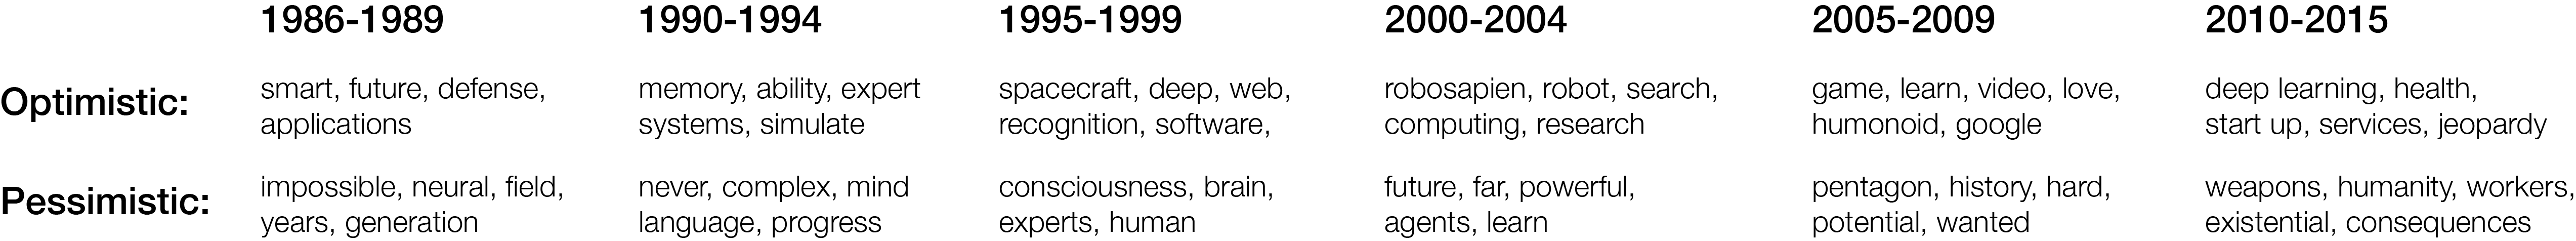 1986-1989 1990-1994 1995-1999 2000-2004 2005-2009 2010-2015
Optimistic:
smart, future, defense,
applications
memory, ability, expert
systems, simulate
spacecraft, deep, web,
recognition, software,
robosapien, robot, search,
computing, research
game, learn, video, love,
humonoid, google
deep learning, health,
start up, services, jeopardy
Pessimistic:
impossible, neural, field,
years, generation
never, complex, mind
language, progress
consciousness, brain,
experts, human
future, far, powerful,
agents, learn
pentagon, history, hard,
potential, wanted
weapons, humanity, workers,
existential, consequences